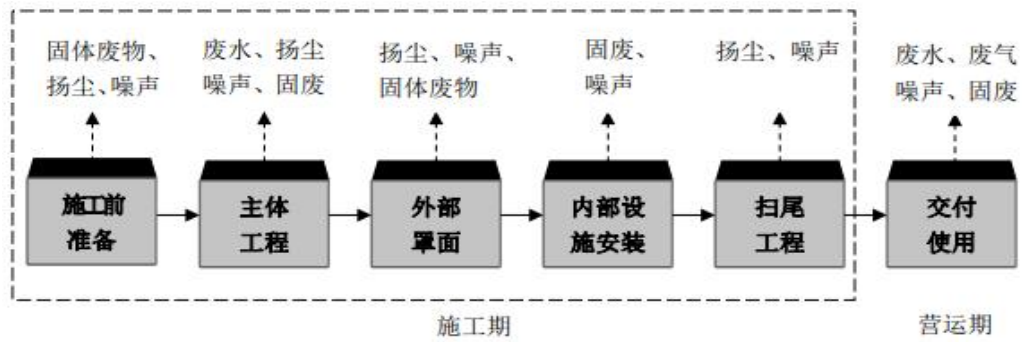 固体废物、
扬尘、噪声
废水、扬尘
噪声、固废
扬尘、噪声、
固体废物
固废、
噪声
扬尘、噪声
废水、废气
噪声、固废
施工前
准备
主体
工程
外部
罩面
内部设
施安装
扫尾
工程
交付
使用
施工期
营运期